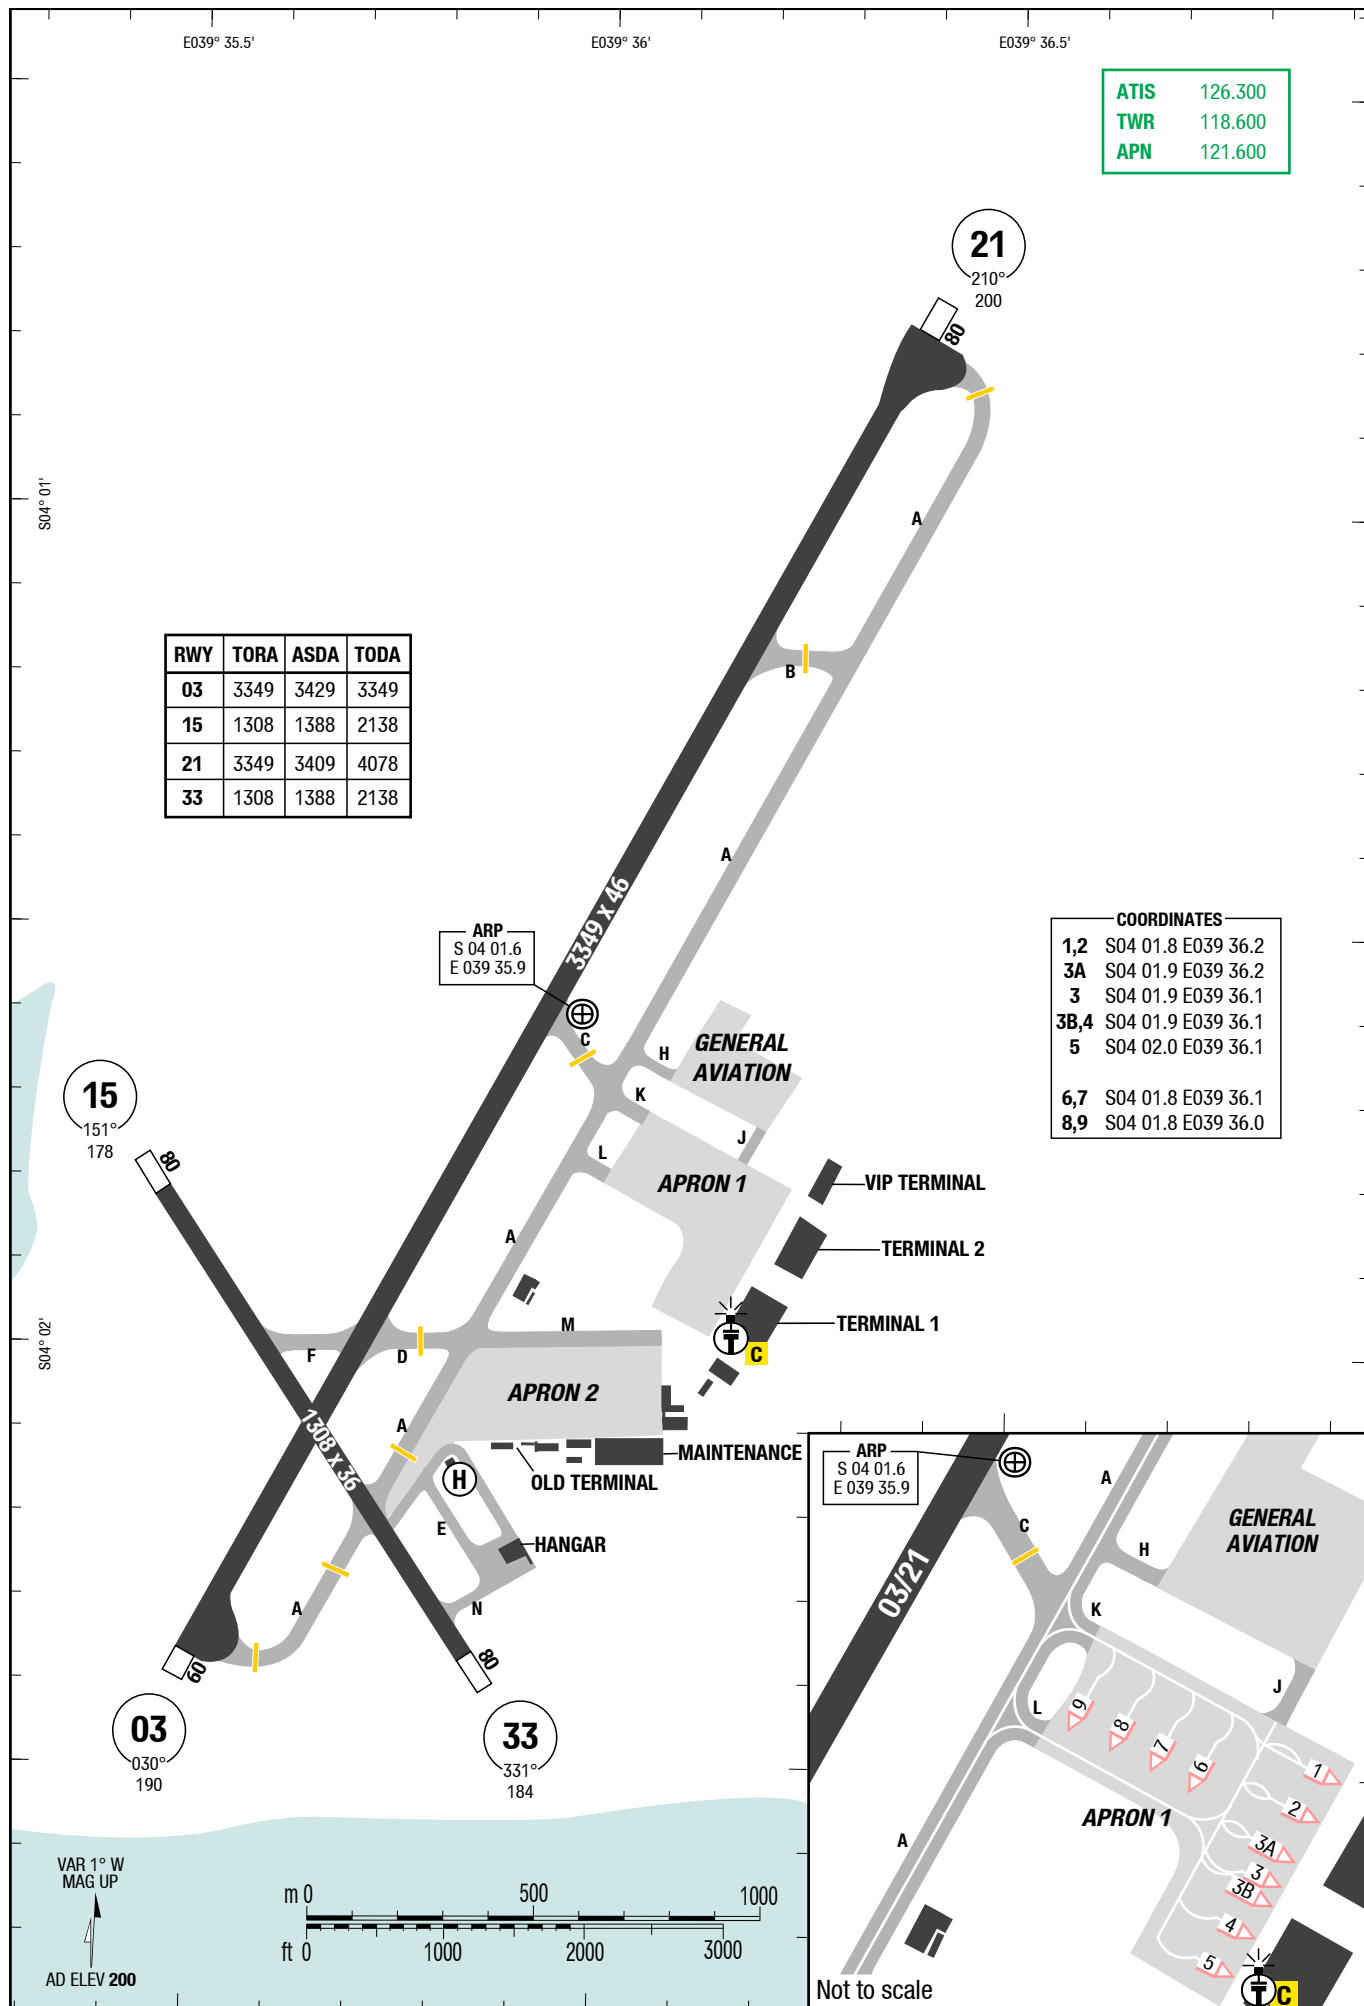 E039° 35.5'
E039° 36'
E039° 36.5'
ATIS 126.300
TWR 118.600
APN 121.600
21
210°
200
80
S04° 01'
A
B
RWY TORA ASDA TODA
03 3349 3429 3349
15 1308 1388 2138
21 3349 3409 4078
33 1308 1388 2138
A
3349 x 46
ARP
S 04 01.6
E 039 35.9
COORDINATES
1,2 S04 01.8 E039 36.2
3A S04 01.9 E039 36.2
3 S04 01.9 E039 36.1
3B,4 S04 01.9 E039 36.1
5 S04 02.0 E039 36.1
6,7 S04 01.8 E039 36.1
8,9 S04 01.8 E039 36.0
C
H
GENERAL
AVIATION
K
J
L
15
151°
178
80
APRON 1
VIP TERMINAL
A
TERMINAL 2
TERMINAL 1
C
M
S04° 02'
F
D
APRON 2
A
1308 x 36
MAINTENANCE
OLD TERMINAL
H
E
HANGAR
A
N
60
80
03
030°
190
33
331°
184
VAR 1° W
MAG UP
AD ELEV 200
m 0 500 1000
ft 0 1000 2000 3000
ARP
S 04 01.6
E 039 35.9
A
C
H
GENERAL
AVIATION
03/21
K
J
L
9
8
7
6
1
2
3A
3
3B
4
5
APRON 1
A
C
Not to scale